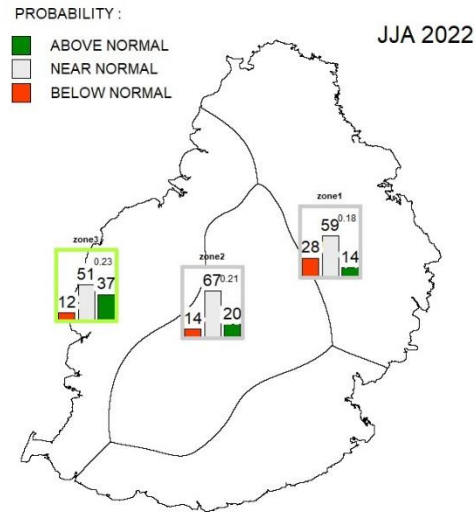 PROBABILITY :
JJA 2022
ABOVE NORMAL
NEAR NORMAL
BELOW NORMAL
zone1
59 0.18
28
14
zone3
0.23
51
37
12
zone2
67 0.21
14
20